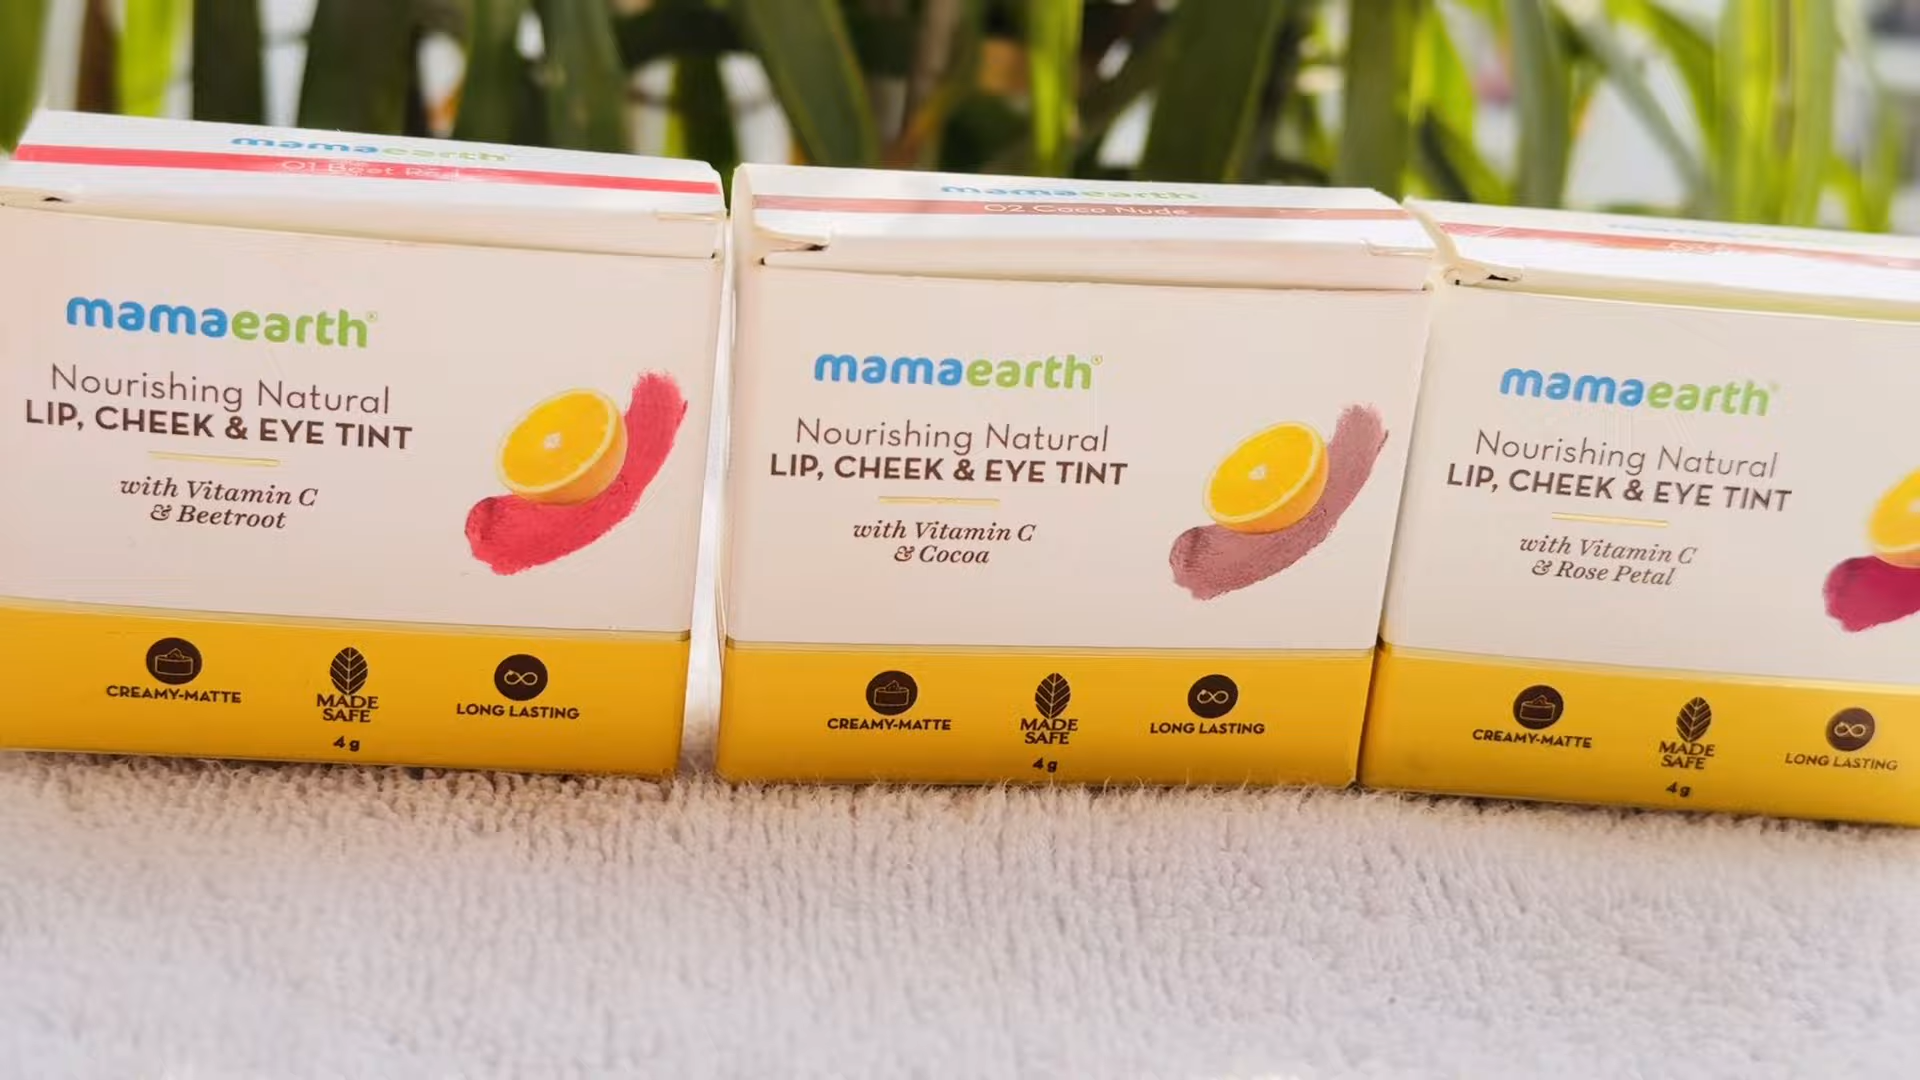 mamaearth
01 Beet Red
mamaearth®
Nourishing Natural
LIP, CHEEK & EYE TINT
with Vitamin C
& Beetroot
CREAMY-MATTE
MADE
SAFE
LONG LASTING
4 g
mamaearth
02 Coco Nude
mamaearth®
Nourishing Natural
LIP, CHEEK & EYE TINT
with Vitamin C
& Cocoa
CREAMY-MATTE
MADE
SAFE
LONG LASTING
4 g
mamaearth
Nourishing Natural
LIP, CHEEK & EYE TINT
with Vitamin C
& Rose Petal
CREAMY-MATTE
MADE
SAFE
LONG LASTING
4 g